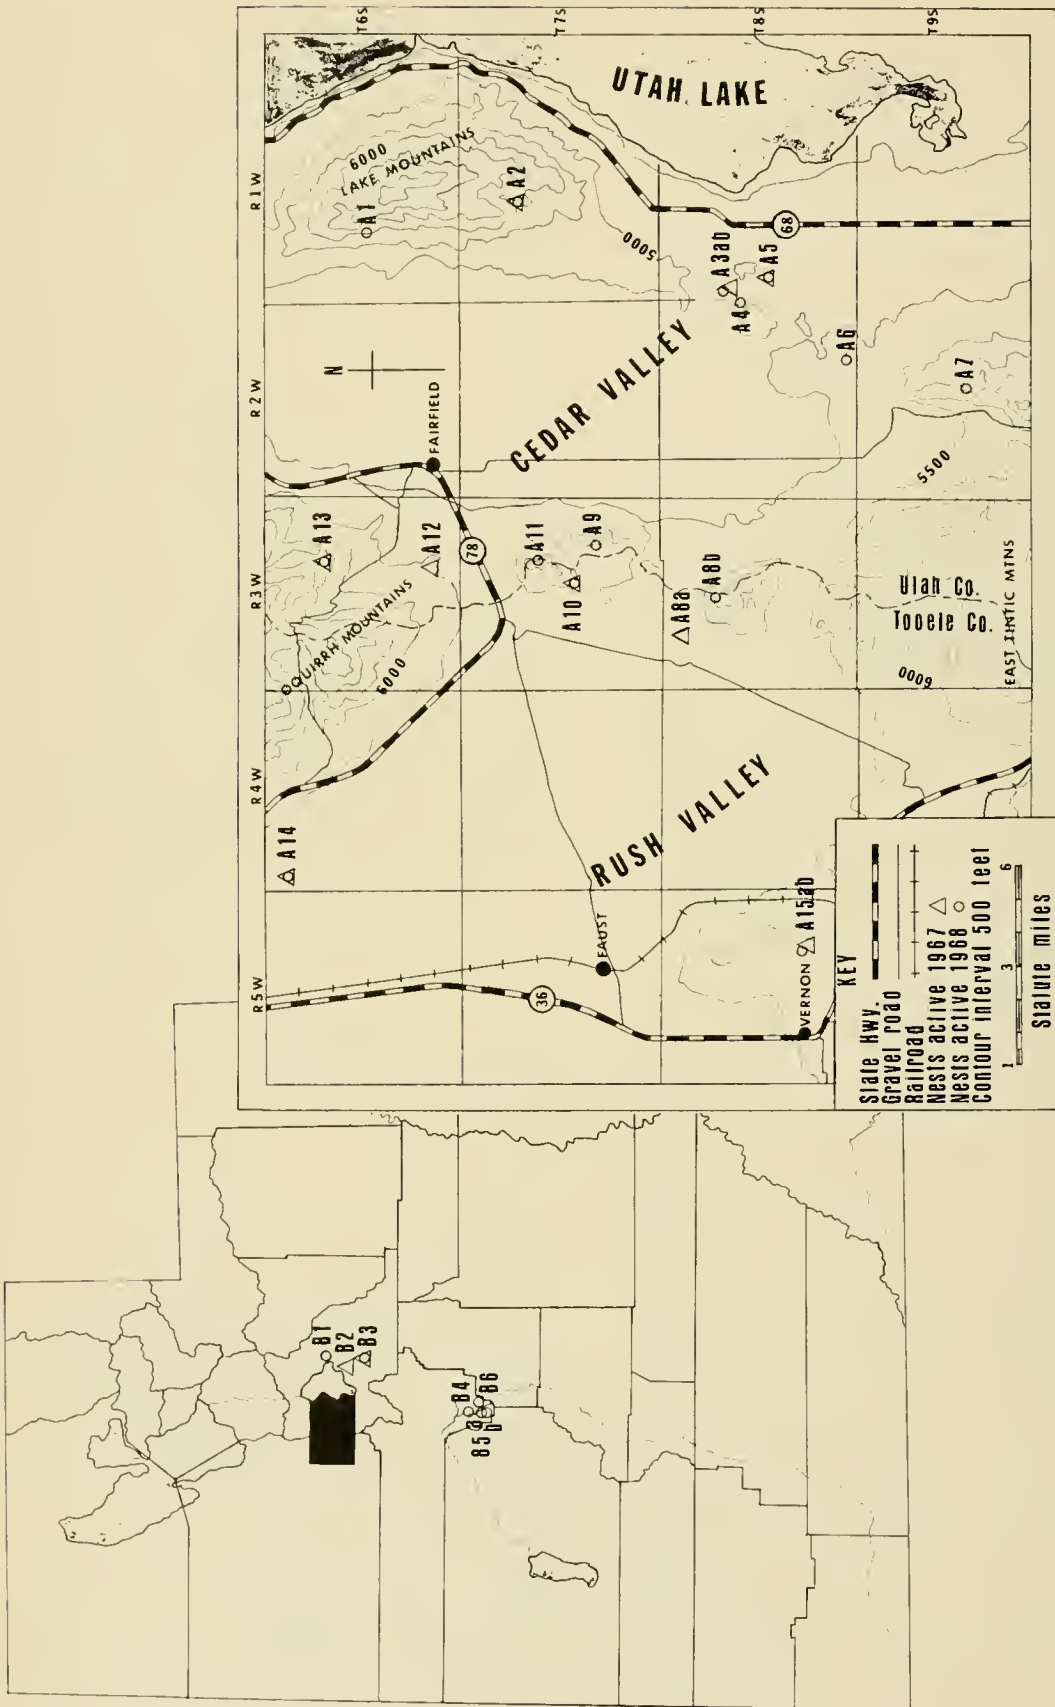 R5W
R4W
R3W
R2W
R1W
T6S
T7S
T8S
T9S
A14
OQUIRRH MOUNTAINS
6000
A13
A12
FAIRFIELD
N
A1
6000
LAKE MOUNTAINS
A2
78
36
FAUST
RUSH VALLEY
A11
A10
A9
CEDAR VALLEY
5000
UTAH LAKE
A8a
A8b
A3ab
A4
A5
68
A6
A7
VERNON
A15ab
6000
Tooele Co.
Utah Co.
EAST TINTIC MTNS
5500
KEY
State Hwy.
Gravel road
Railroad
Nests active 1967
Nests active 1968
Contour interval 500 feet
1 3 6
Statute miles
B1
B2
B3
B4
B5 a
b
B6